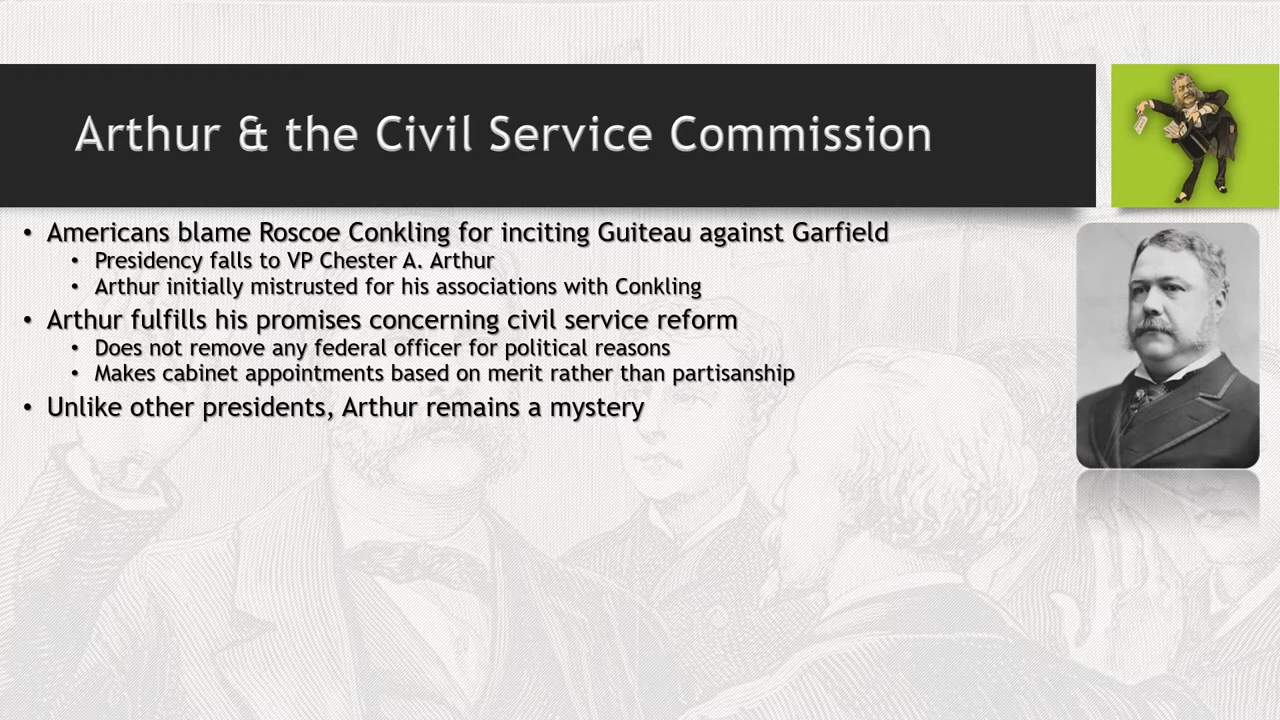 Arthur & the Civil Service Commission
• Americans blame Roscoe Conkling for inciting Guiteau against Garfield
• Presidency falls to VP Chester A. Arthur
• Arthur initially mistrusted for his associations with Conkling
• Arthur fulfills his promises concerning civil service reform
• Does not remove any federal officer for political reasons
• Makes cabinet appointments based on merit rather than partisanship
• Unlike other presidents, Arthur remains a mystery